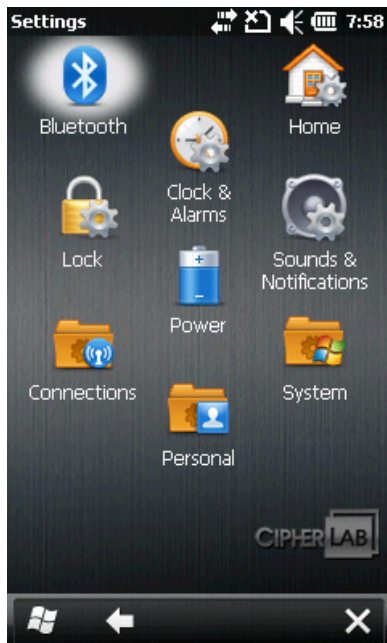 Settings
7:58
Bluetooth
Home
Clock &
Alarms
Lock
Sounds &
Notifications
Power
Connections
System
Personal
CIPHERLAB